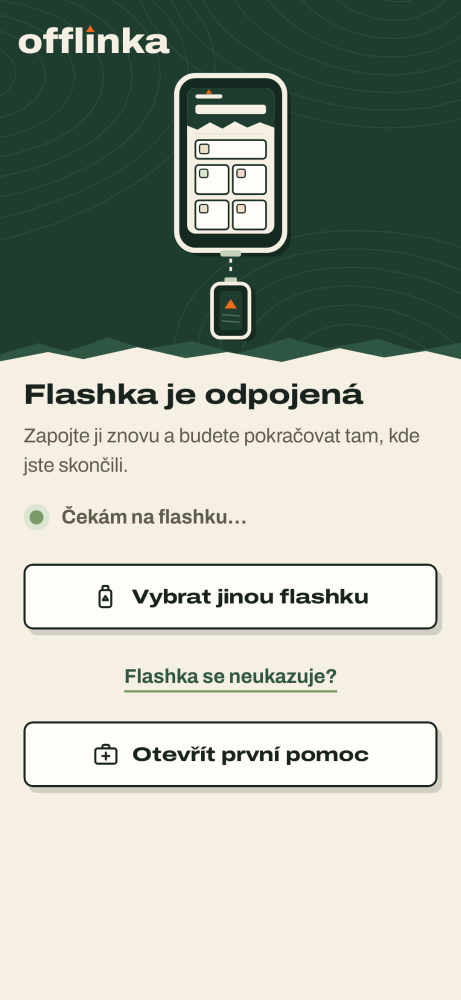 offlinka
Flashka je odpojená
Zapojte ji znovu a budete pokračovat tam, kde
jste skončili.
Čekám na flashku…
Vybrat jinou flashku
Flashka se neukazuje?
Otevřít první pomoc